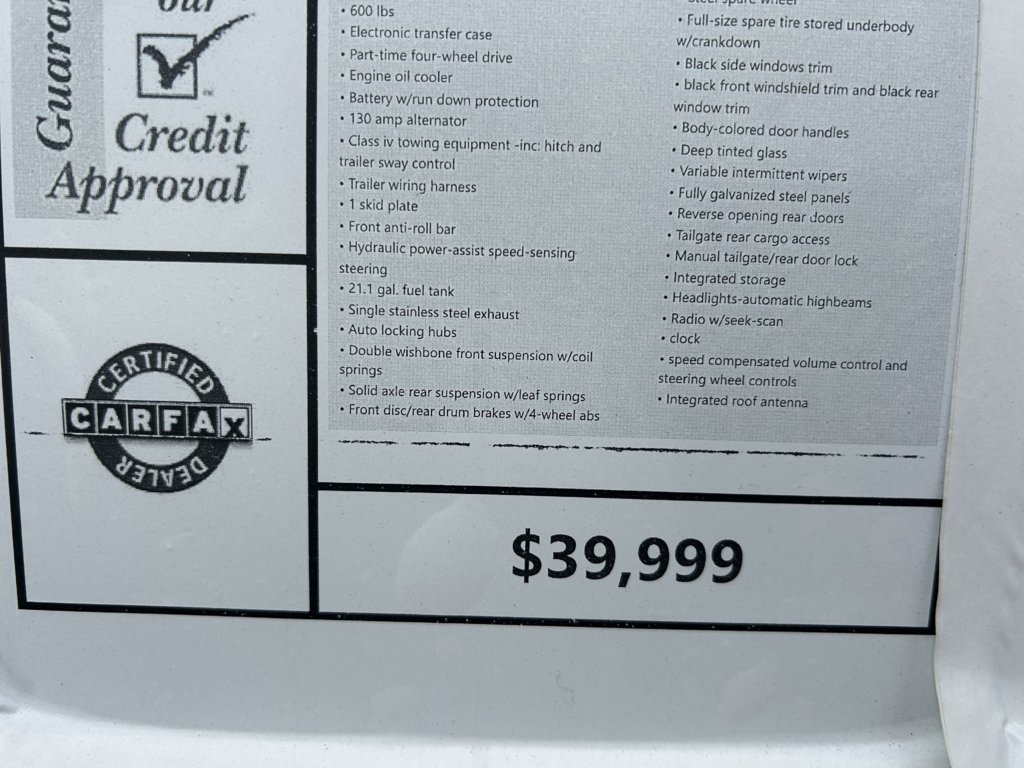 Guaran
our
Credit
Approval
• 600 lbs
• Electronic transfer case
• Part-time four-wheel drive
• Engine oil cooler
• Battery w/run down protection
• 130 amp alternator
• Class iv towing equipment -inc: hitch and
trailer sway control
• Trailer wiring harness
• 1 skid plate
• Front anti-roll bar
• Hydraulic power-assist speed-sensing
steering
• 21.1 gal. fuel tank
• Single stainless steel exhaust
• Auto locking hubs
• Double wishbone front suspension w/coil
springs
• Solid axle rear suspension w/leaf springs
• Front disc/rear drum brakes w/4-wheel abs
• Steel spare wheel
• Full-size spare tire stored underbody
w/crankdown
• Black side windows trim
• black front windshield trim and black rear
window trim
• Body-colored door handles
• Deep tinted glass
• Variable intermittent wipers
• Fully galvanized steel panels
• Reverse opening rear doors
• Tailgate rear cargo access
• Manual tailgate/rear door lock
• Integrated storage
• Headlights-automatic highbeams
• Radio w/seek-scan
• clock
• speed compensated volume control and
steering wheel controls
• Integrated roof antenna
CERTIFIED
CARFAX
DEALER
$39,999